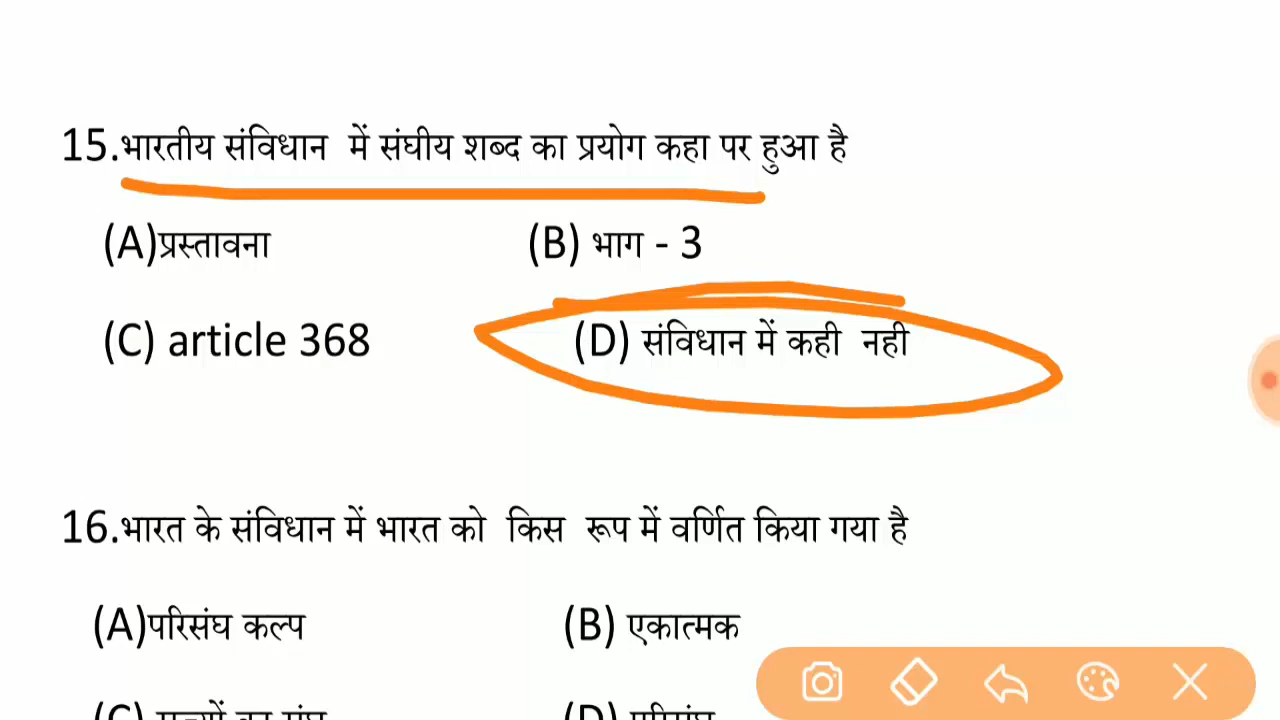 15.भारतीय संविधान में संघीय शब्द का प्रयोग कहा पर हुआ है
(A)प्रस्तावना (B) भाग - 3
(C) article 368 (D) संविधान में कही नही
16.भारत के संविधान में भारत को किस रूप में वर्णित किया गया है
(A)परिसंघ कल्प (B) एकात्मक